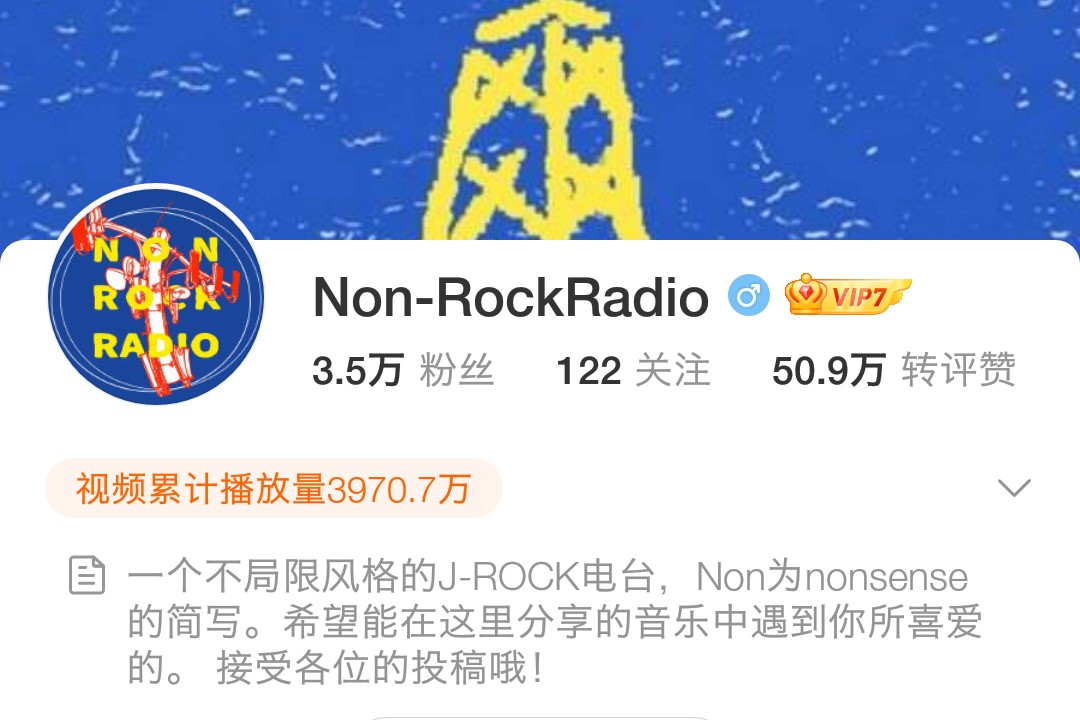 NON
ROCK
RADIO
Non-RockRadio VIP7
3.5万 粉丝 122 关注 50.9万 转评赞
视频累计播放量3970.7万
一个不局限风格的J-ROCK电台，Non为nonsense
的简写。希望能在这里分享的音乐中遇到你所喜爱
的。 接受各位的投稿哦！